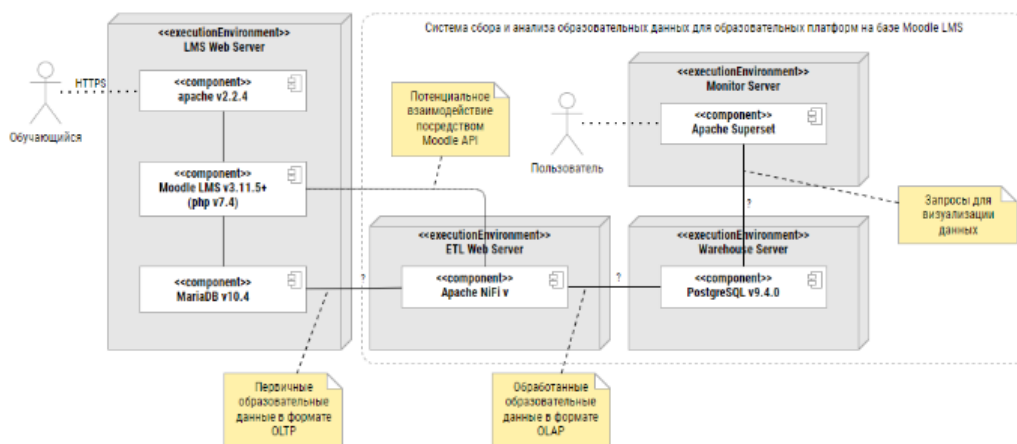 <<executionEnvironment>>
LMS Web Server
Система сбора и анализа образовательных данных для образовательных платформ на базе Moodle LMS
<<component>>
apache v2.2.4
HTTPS
Обучающийся
<<component>>
Moodle LMS v3.11.5+
(php v7.4)
<<component>>
MariaDB v10.4
Потенциальное
взаимодействие
посредством
Moodle API
<<executionEnvironment>>
Monitor Server
<<component>>
Apache Superset
Пользователь
Запросы для
визуализации
данных
?
<<executionEnvironment>>
ETL Web Server
<<component>>
Apache NiFi v
?
?
<<executionEnvironment>>
Warehouse Server
<<component>>
PostgreSQL v9.4.0
Первичные
образовательные
данные в формате
OLTP
Обработанные
образовательные
данные в формате
OLAP